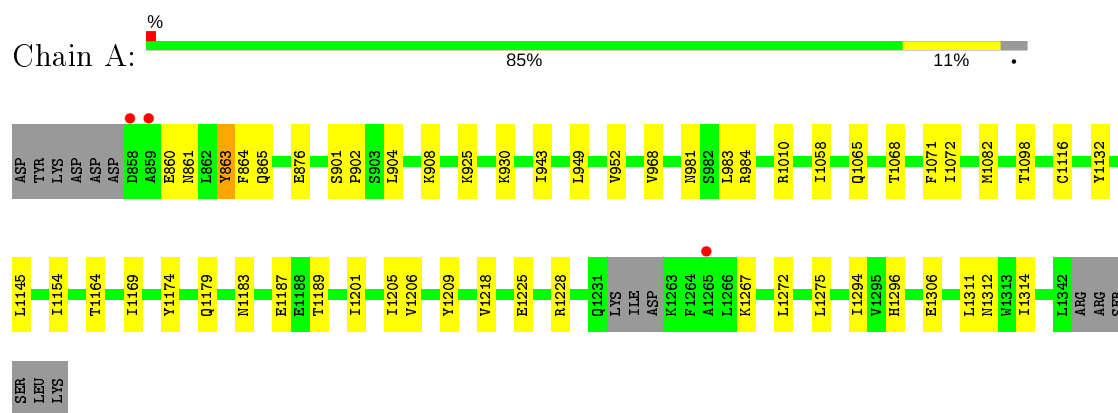 %
Chain A:
85% 11% •
ASP TYR LYS ASP ASP ASP D858 A859 E860 N861 L862 Y863 F864 Q865 E876 S901 P902 S903 L904 K908 K925 K930 I943 L949 V952 V968 N981 S982 L983 R984 R1010 I1058 Q1065 T1068 F1071 I1072 M1082 T1098 C1116 Y1132
L1145 I1154 T1164 I1169 Y1174 Q1179 N1183 E1187 E1188 T1189 I1201 I1205 V1206 Y1209 V1218 E1225 R1228 Q1231 LYS ILE ASP K1263 F1264 A1265 L1266 K1267 L1272 L1275 I1294 V1295 H1296 E1306 L1311 N1312 W1313 I1314 L1342 ARG ARG SER
SER LEU LYS